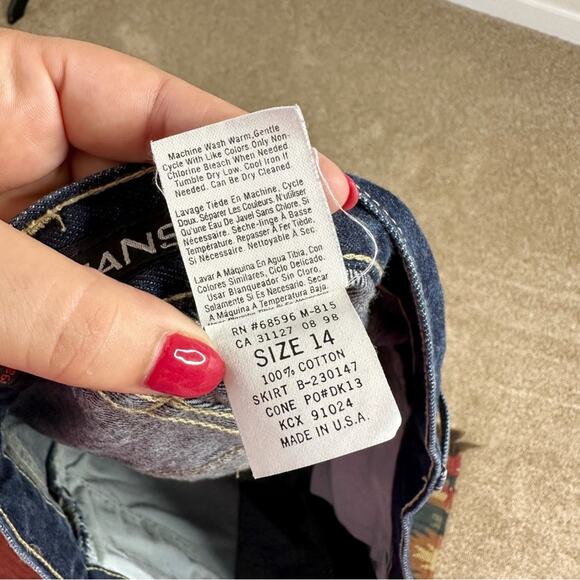 Machine Wash Warm, Gentle
Cycle With Like Colors. Only Non-
Chlorine Bleach When Needed
Tumble Dry Low. Cool Iron If
Needed. Can Be Dry Cleaned
Lavage Tiède En Machine, Cycle
Doux. Séparer Les Couleurs. N'utiliser
Qu'une Eau De Javel Sans Chlore. Si
Nécessaire. Sèche-linge À Basse
Température. Repasser À Fer Tiède,
Si Nécessaire. Nettoyable À Sec
Lavar A Máquina En Agua Tibia, Con
Colores Similares, Ciclo Delicado.
Usar Blanqueador Sin Cloro,
Solamente Si Es Necesario. Secar
A Máquina A Temperatura Baja.
RN #68596 M-815
CA 31127 08 98
SIZE 14
100% COTTON
SKIRT B-230147
CONE PO#DK13
KCX 91024
MADE IN U.S.A.
ANS